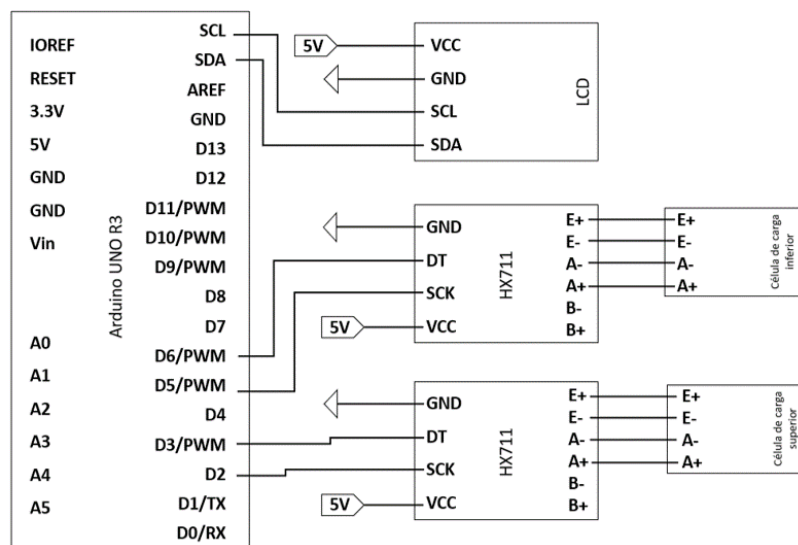 Arduino UNO R3
IOREF
RESET
3.3V
5V
GND
GND
Vin
A0
A1
A2
A3
A4
A5
SCL
SDA
AREF
GND
D13
D12
D11/PWM
D10/PWM
D9/PWM
D8
D7
D6/PWM
D5/PWM
D4
D3/PWM
D2
D1/TX
D0/RX
5V
VCC
GND
SCL
SDA
LCD
GND
DT
SCK
5V
VCC
HX711
E+
E-
A-
A+
B-
B+
E+
E-
A-
A+
Célula de carga
inferior
GND
DT
SCK
5V
VCC
HX711
E+
E-
A-
A+
B-
B+
E+
E-
A-
A+
Célula de carga
superior